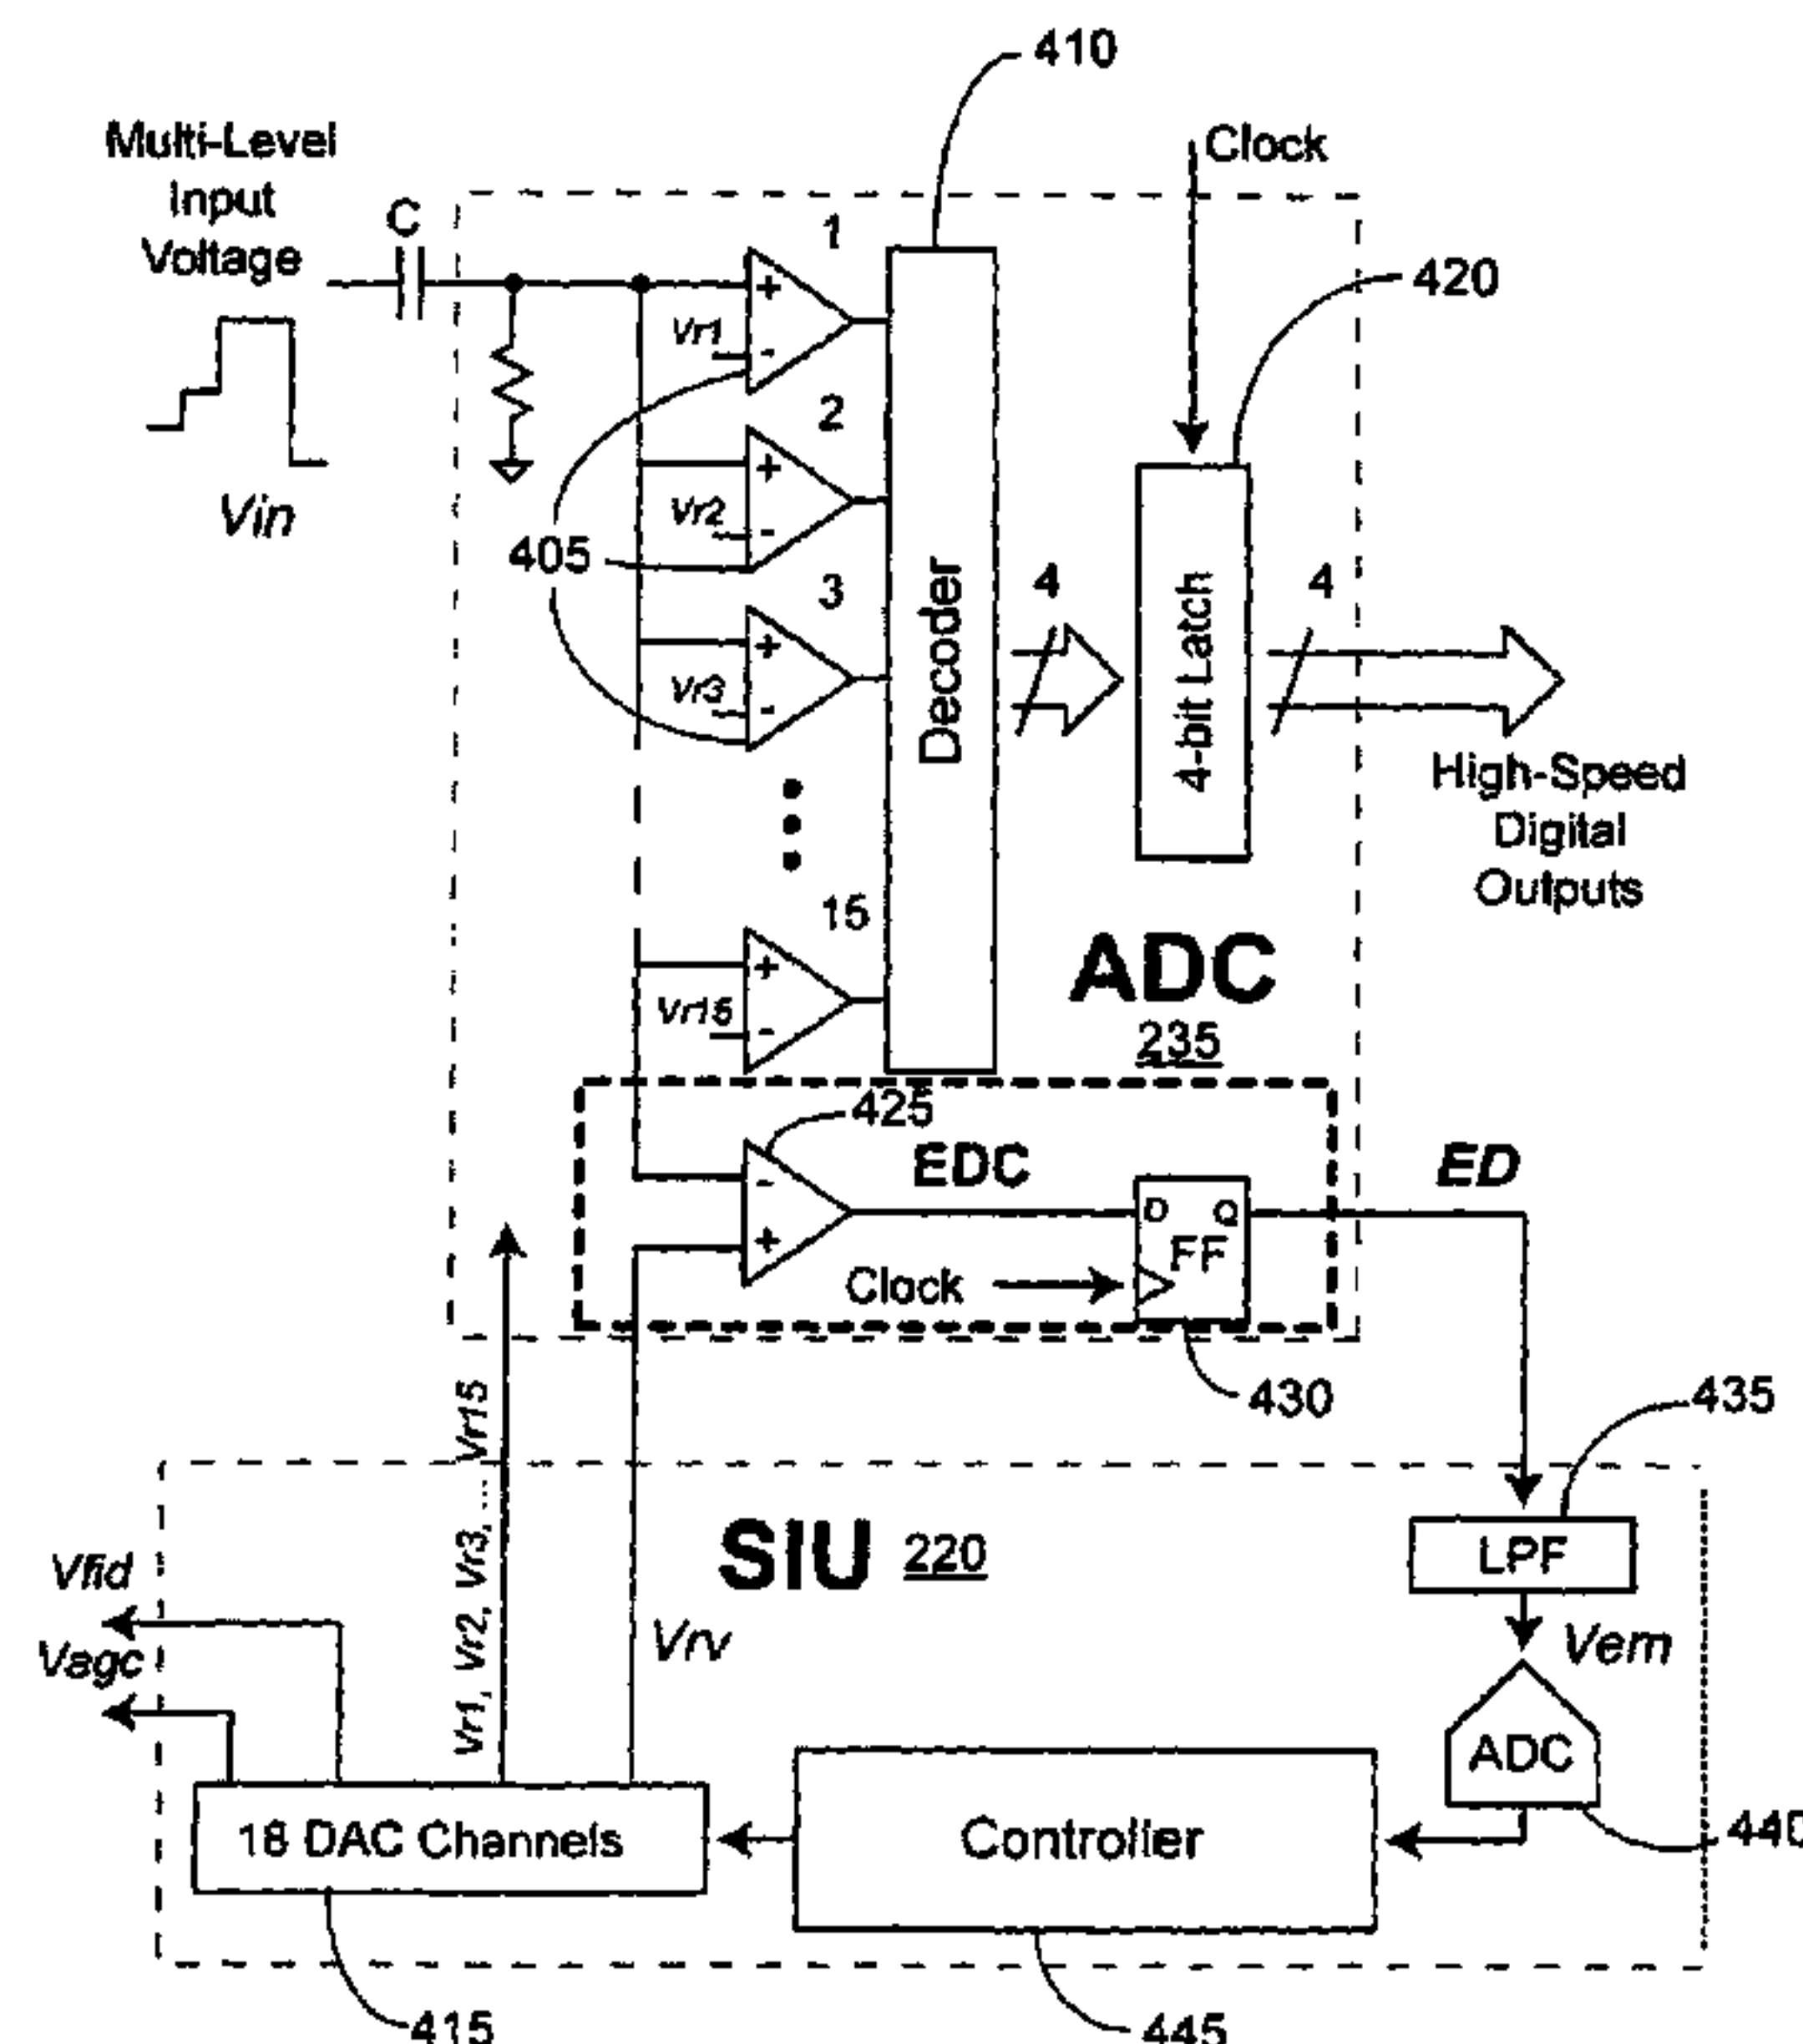 410
Multi-Level
Input
Voltage
C
Clock
1
420
+
Vr1
-
2
+
Vr2
-
Vin
405
3
+
Vr3
-
Decoder
4
4-bit Latch
4
High-Speed
Digital
Outputs
15
+
Vr15
-
ADC
235
425
EDC
ED
-
+
D
Q
FF
Clock
430
435
Vr1, Vr2, Vr3, ... Vr15
SIU 220
LPF
Vfid
Vagc
Vrv
Vem
ADC
18 DAC Channels
Controller
440
415
445